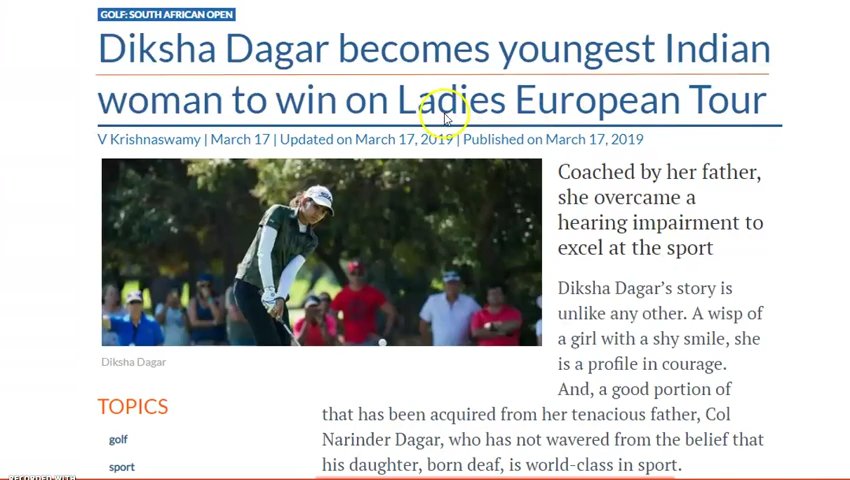 GOLF: SOUTH AFRICAN OPEN
Diksha Dagar becomes youngest Indian
woman to win on Ladies European Tour
V Krishnaswamy | March 17 | Updated on March 17, 2019 | Published on March 17, 2019
Coached by her father,
she overcame a
hearing impairment to
excel at the sport
Diksha Dagar's story is
unlike any other. A wisp of
a girl with a shy smile, she
is a profile in courage.
And, a good portion of
that has been acquired from her tenacious father, Col
Narinder Dagar, who has not wavered from the belief that
his daughter, born deaf, is world-class in sport.
Diksha Dagar
TOPICS
golf
sport
RECORDED WITH